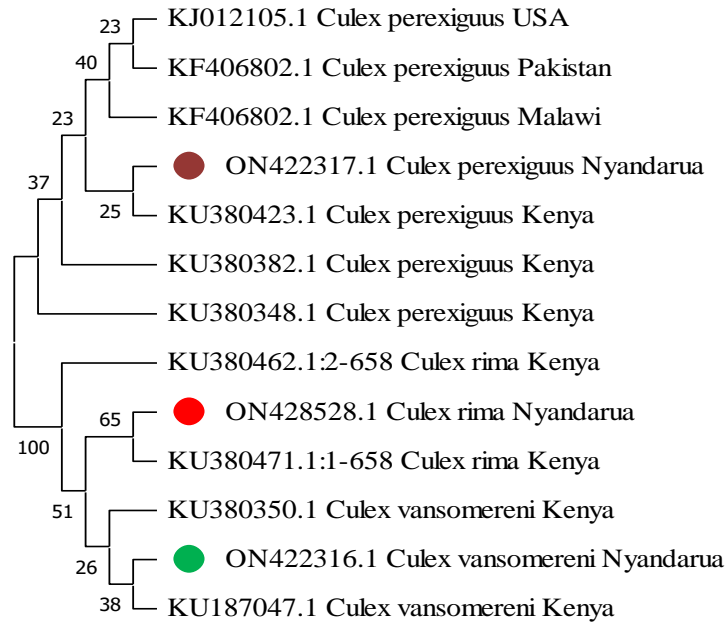 23
KJ012105.1 Culex perexiguus USA
40
KF406802.1 Culex perexiguus Pakistan
23
KF406802.1 Culex perexiguus Malawi
37
ON422317.1 Culex perexiguus Nyandarua
25
KU380423.1 Culex perexiguus Kenya
KU380382.1 Culex perexiguus Kenya
KU380348.1 Culex perexiguus Kenya
KU380462.1:2-658 Culex rima Kenya
65
ON428528.1 Culex rima Nyandarua
100
KU380471.1:1-658 Culex rima Kenya
51
KU380350.1 Culex vansomereni Kenya
26
ON422316.1 Culex vansomereni Nyandarua
38
KU187047.1 Culex vansomereni Kenya